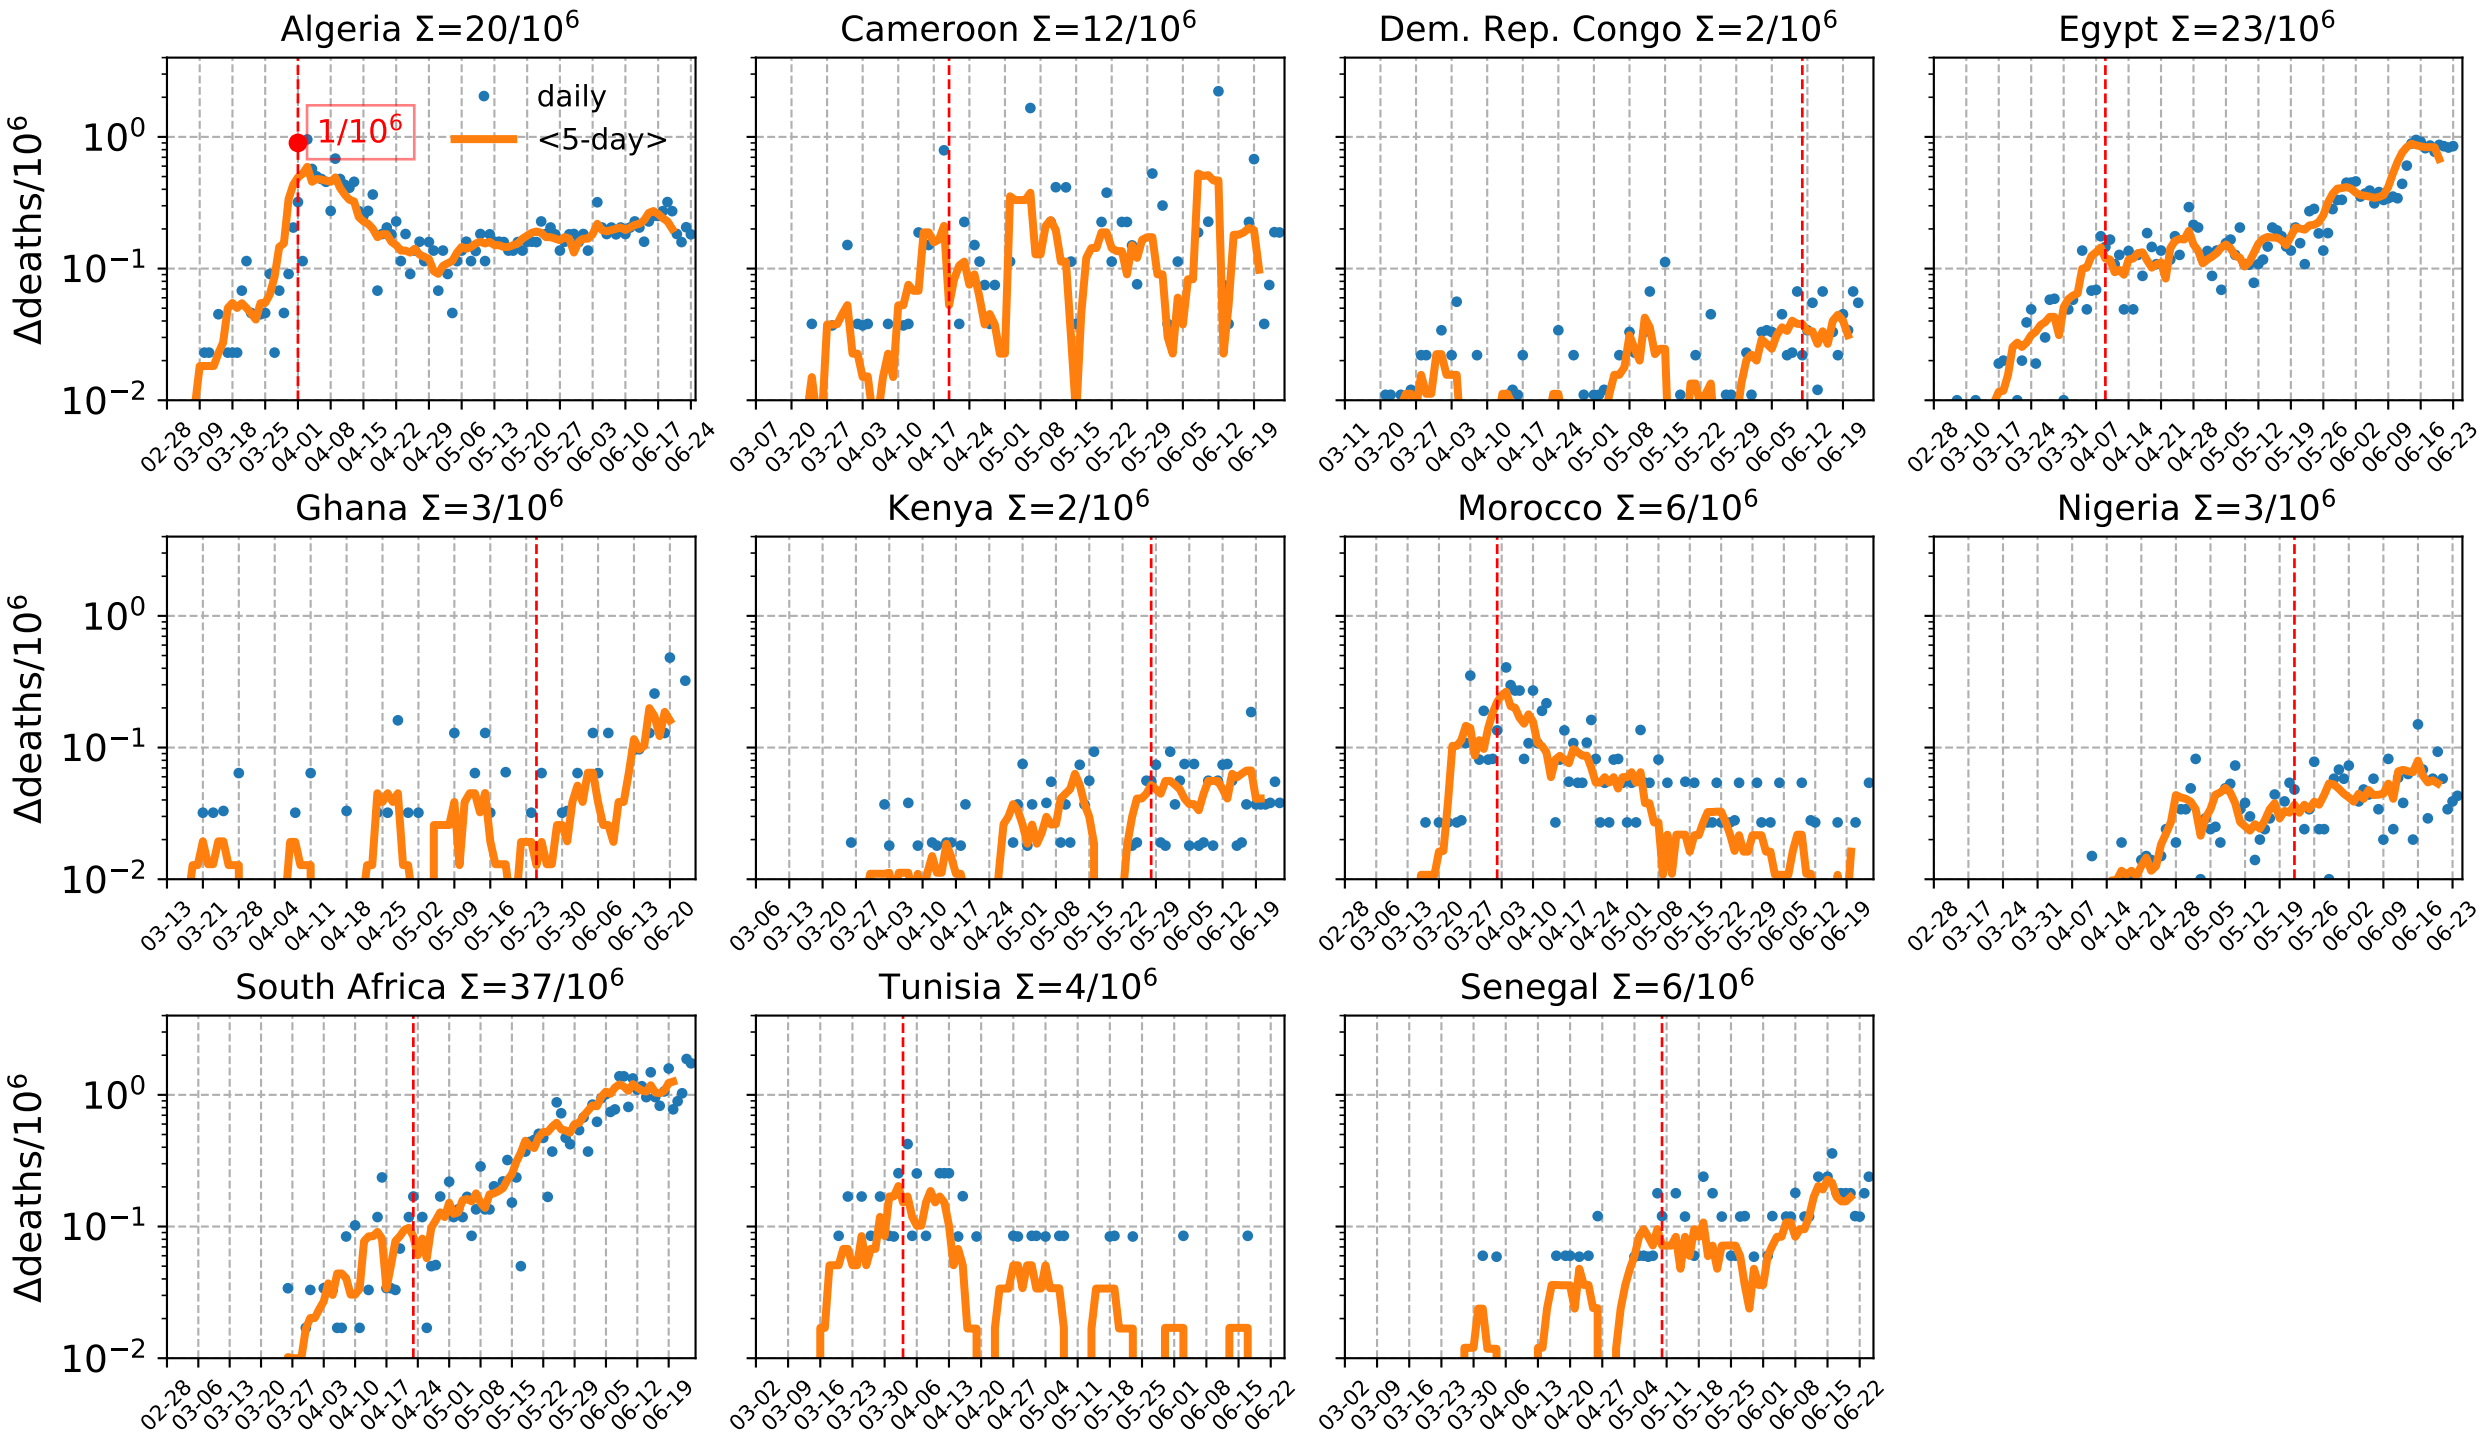 Algeria Σ=20/10⁶
Cameroon Σ=12/10⁶
Dem. Rep. Congo Σ=2/10⁶
Egypt Σ=23/10⁶
Δdeaths/10⁶
10⁰
10⁻¹
10⁻²
1/10⁶
daily
<5-day>
02-28 03-09 03-18 03-25 04-01 04-08 04-15 04-22 04-29 05-06 05-13 05-20 05-27 06-03 06-10 06-17 06-24
03-07 03-20 03-27 04-03 04-10 04-17 04-24 05-01 05-08 05-15 05-22 05-29 06-05 06-12 06-19
03-11 03-20 03-27 04-03 04-10 04-17 04-24 05-01 05-08 05-15 05-22 05-29 06-05 06-12 06-19
02-28 03-10 03-17 03-24 03-31 04-07 04-14 04-21 04-28 05-05 05-12 05-19 05-26 06-02 06-09 06-16 06-23
Ghana Σ=3/10⁶
Kenya Σ=2/10⁶
Morocco Σ=6/10⁶
Nigeria Σ=3/10⁶
Δdeaths/10⁶
10⁰
10⁻¹
10⁻²
03-13 03-21 03-28 04-04 04-11 04-18 04-25 05-02 05-09 05-16 05-23 05-30 06-06 06-13 06-20
03-06 03-13 03-20 03-27 04-03 04-10 04-17 04-24 05-01 05-08 05-15 05-22 05-29 06-05 06-12 06-19
02-28 03-06 03-13 03-20 03-27 04-03 04-10 04-17 04-24 05-01 05-08 05-15 05-22 05-29 06-05 06-12 06-19
02-28 03-17 03-24 03-31 04-07 04-14 04-21 04-28 05-05 05-12 05-19 05-26 06-02 06-09 06-16 06-23
South Africa Σ=37/10⁶
Tunisia Σ=4/10⁶
Senegal Σ=6/10⁶
Δdeaths/10⁶
10⁰
10⁻¹
10⁻²
02-28 03-06 03-13 03-20 03-27 04-03 04-10 04-17 04-24 05-01 05-08 05-15 05-22 05-29 06-05 06-12 06-19
03-02 03-09 03-16 03-23 03-30 04-06 04-13 04-20 04-27 05-04 05-11 05-18 05-25 06-01 06-08 06-15 06-22
03-02 03-09 03-16 03-23 03-30 04-06 04-13 04-20 04-27 05-04 05-11 05-18 05-25 06-01 06-08 06-15 06-22